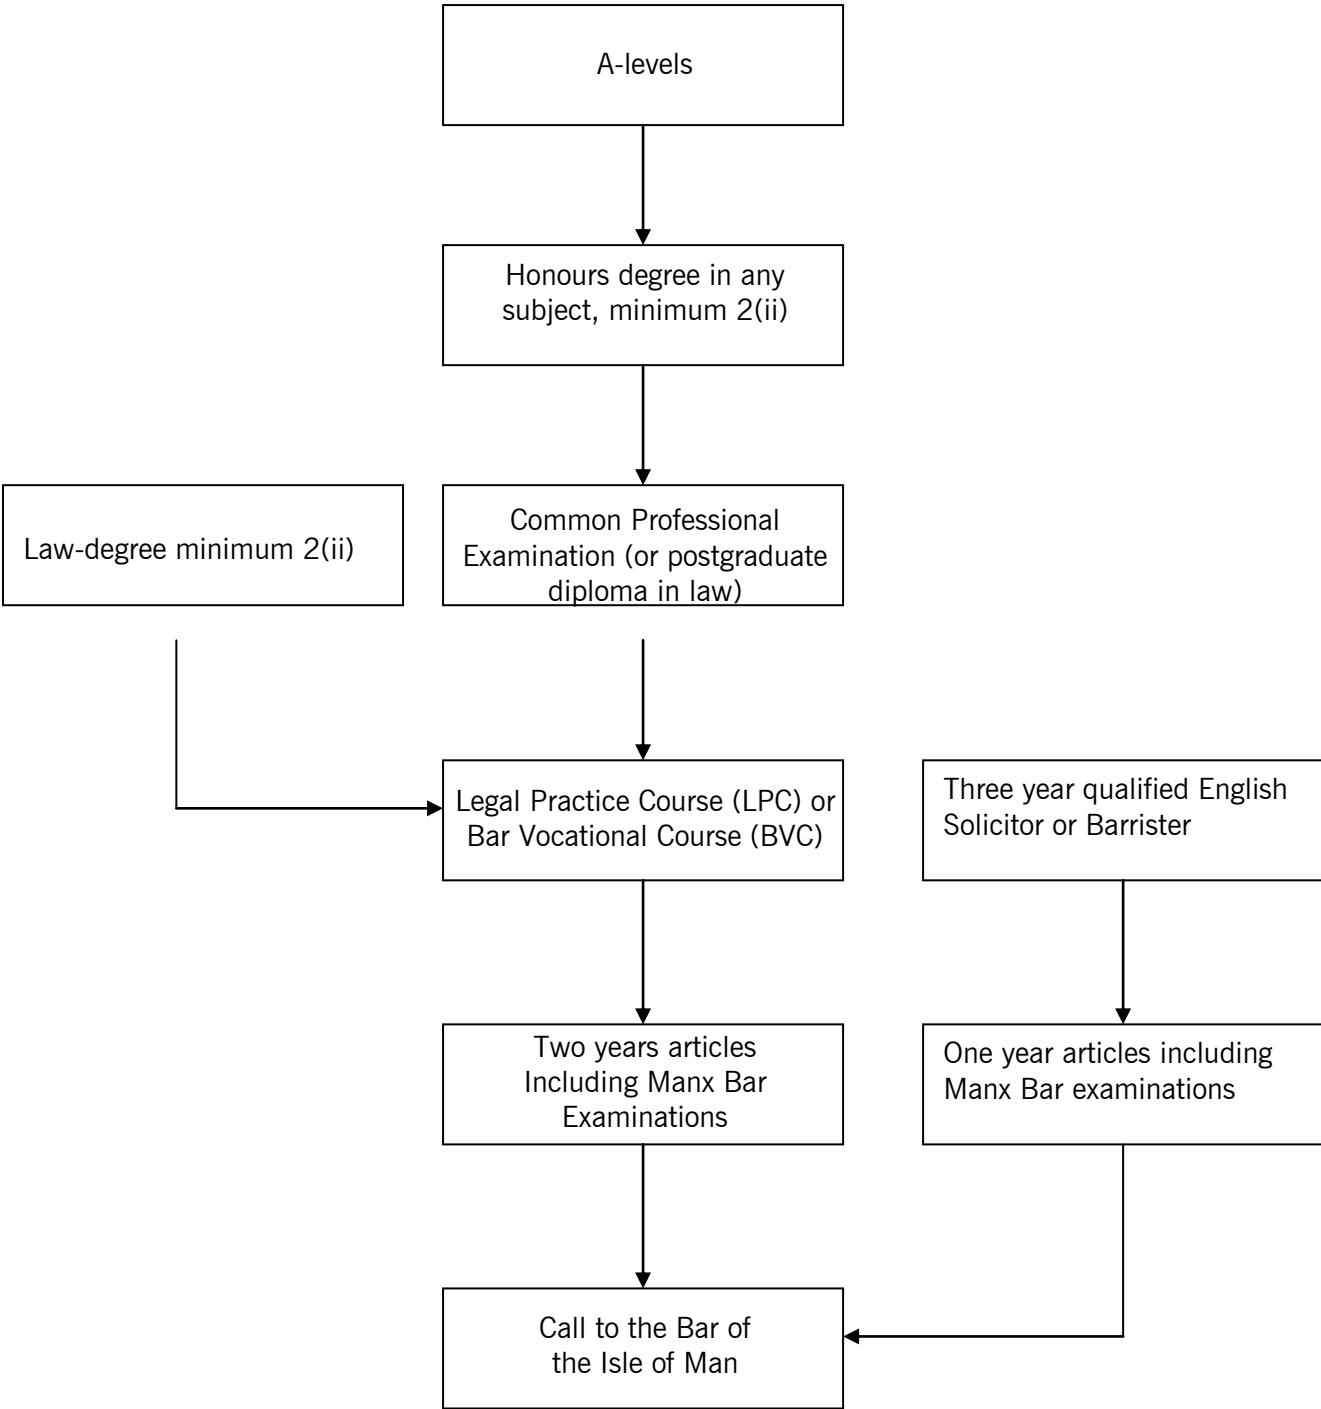 A-levels
Honours degree in any
subject, minimum 2(ii)
Law-degree minimum 2(ii)
Common Professional
Examination (or postgraduate
diploma in law)
Legal Practice Course (LPC) or
Bar Vocational Course (BVC)
Three year qualified English
Solicitor or Barrister
Two years articles
Including Manx Bar
Examinations
One year articles including
Manx Bar examinations
Call to the Bar of
the Isle of Man